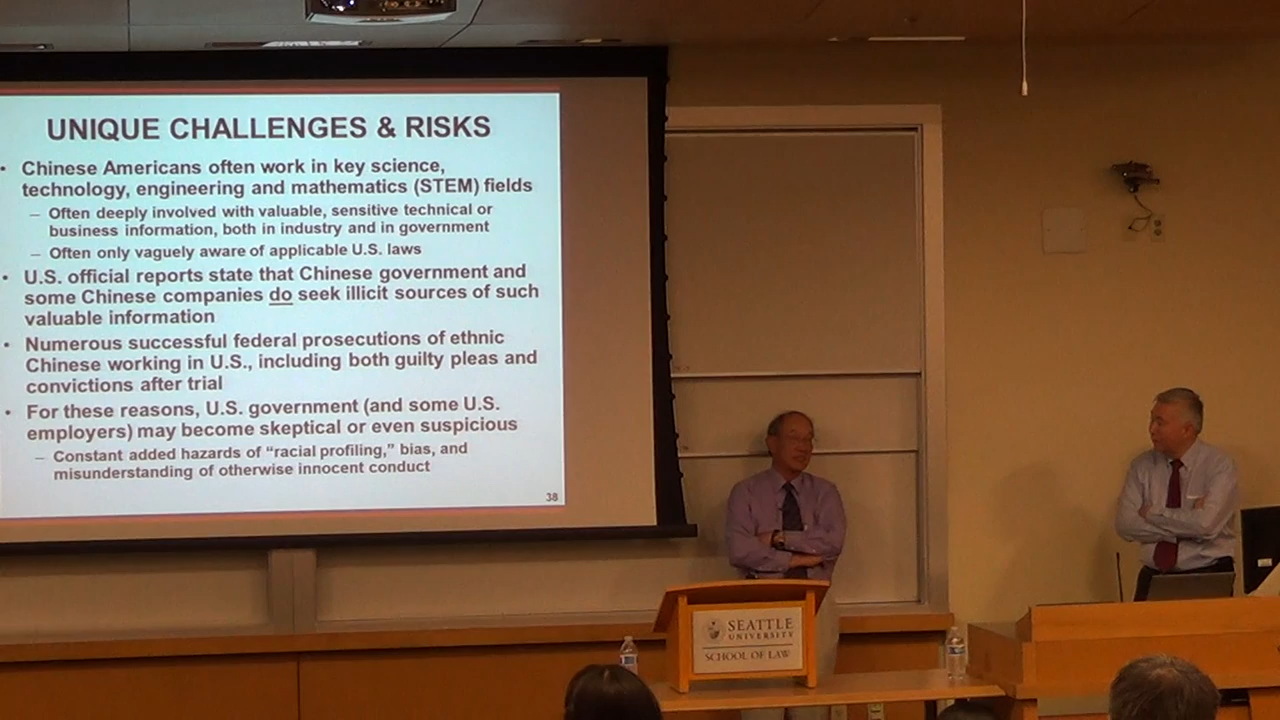 UNIQUE CHALLENGES & RISKS
• Chinese Americans often work in key science,
technology, engineering and mathematics (STEM) fields
– Often deeply involved with valuable, sensitive technical or
business information, both in industry and in government
– Often only vaguely aware of applicable U.S. laws
• U.S. official reports state that Chinese government and
some Chinese companies do seek illicit sources of such
valuable information
• Numerous successful federal prosecutions of ethnic
Chinese working in U.S., including both guilty pleas and
convictions after trial
• For these reasons, U.S. government (and some U.S.
employers) may become skeptical or even suspicious
– Constant added hazards of “racial profiling,” bias, and
misunderstanding of otherwise innocent conduct
38
SEATTLE
UNIVERSITY
SCHOOL OF LAW